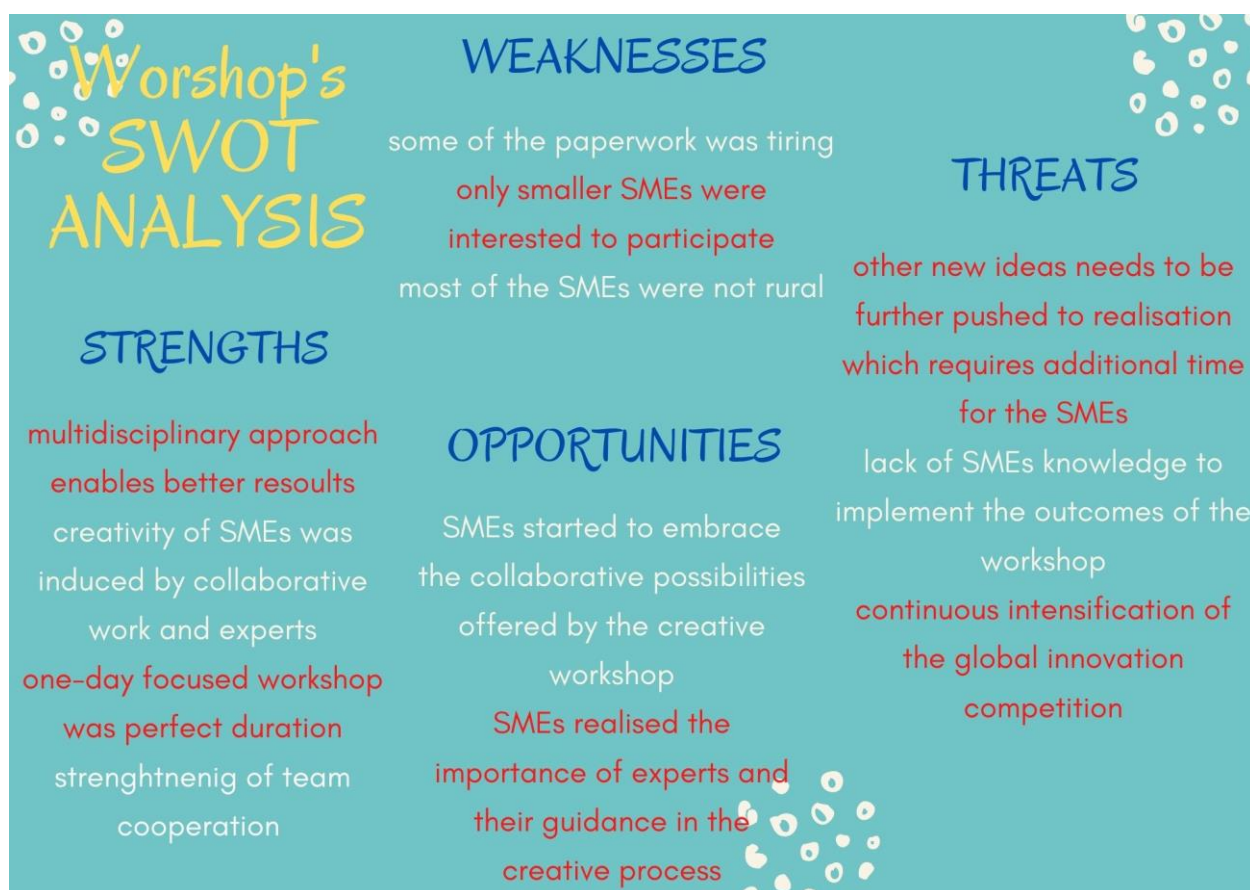 Worshop's
SWOT
ANALYSIS
STRENGTHS
multidisciplinary approach
enables better resoults
creativity of SMEs was
induced by collaborative
work and experts
one-day focused workshop
was perfect duration
strenghtnenig of team
cooperation
WEAKNESSES
some of the paperwork was tiring
only smaller SMEs were
interested to participate
most of the SMEs were not rural
OPPORTUNITIES
SMEs started to embrace
the collaborative possibilities
offered by the creative
workshop
SMEs realised the
importance of experts and
their guidance in the
creative process
THREATS
other new ideas needs to be
further pushed to realisation
which requires additional time
for the SMEs
lack of SMEs knowledge to
implement the outcomes of the
workshop
continuous intensification of
the global innovation
competition